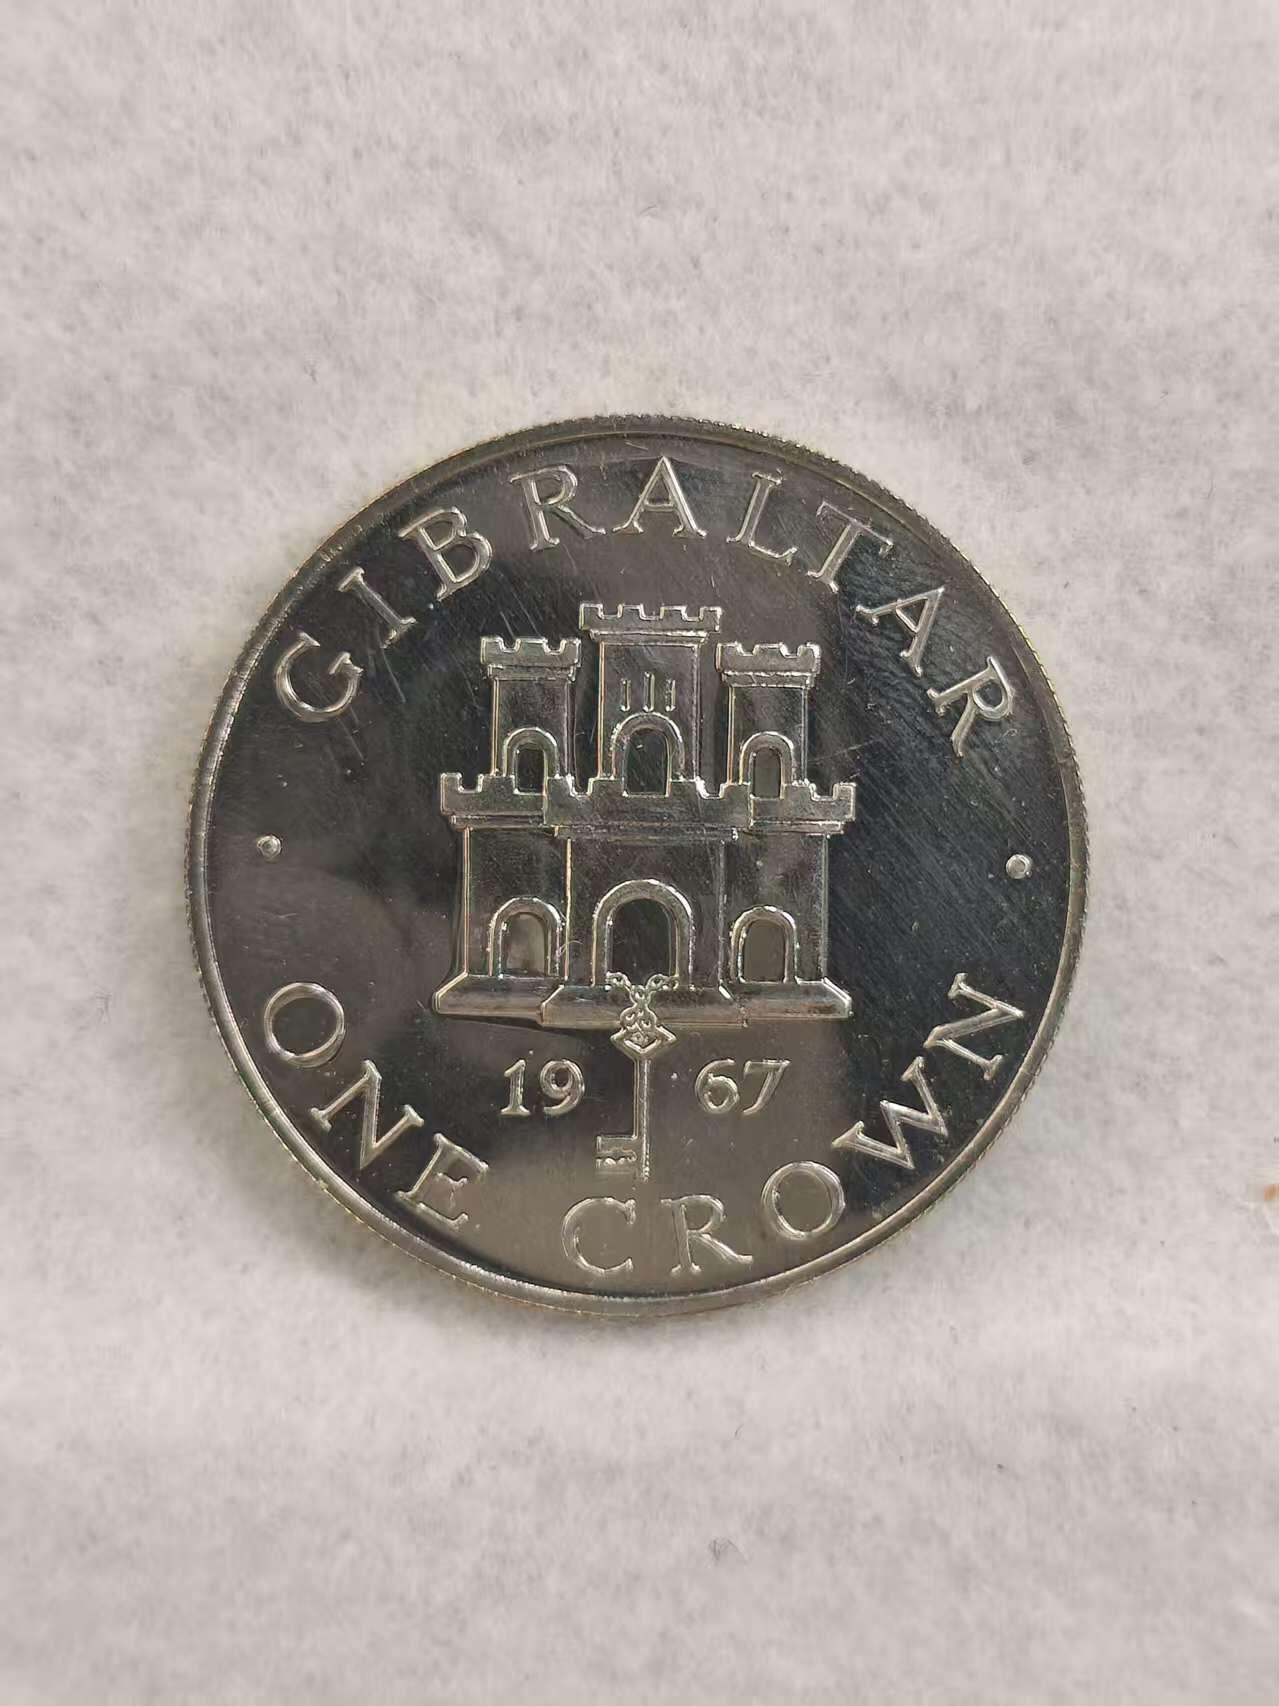 GIBRALTAR
19 67
ONE CROWN